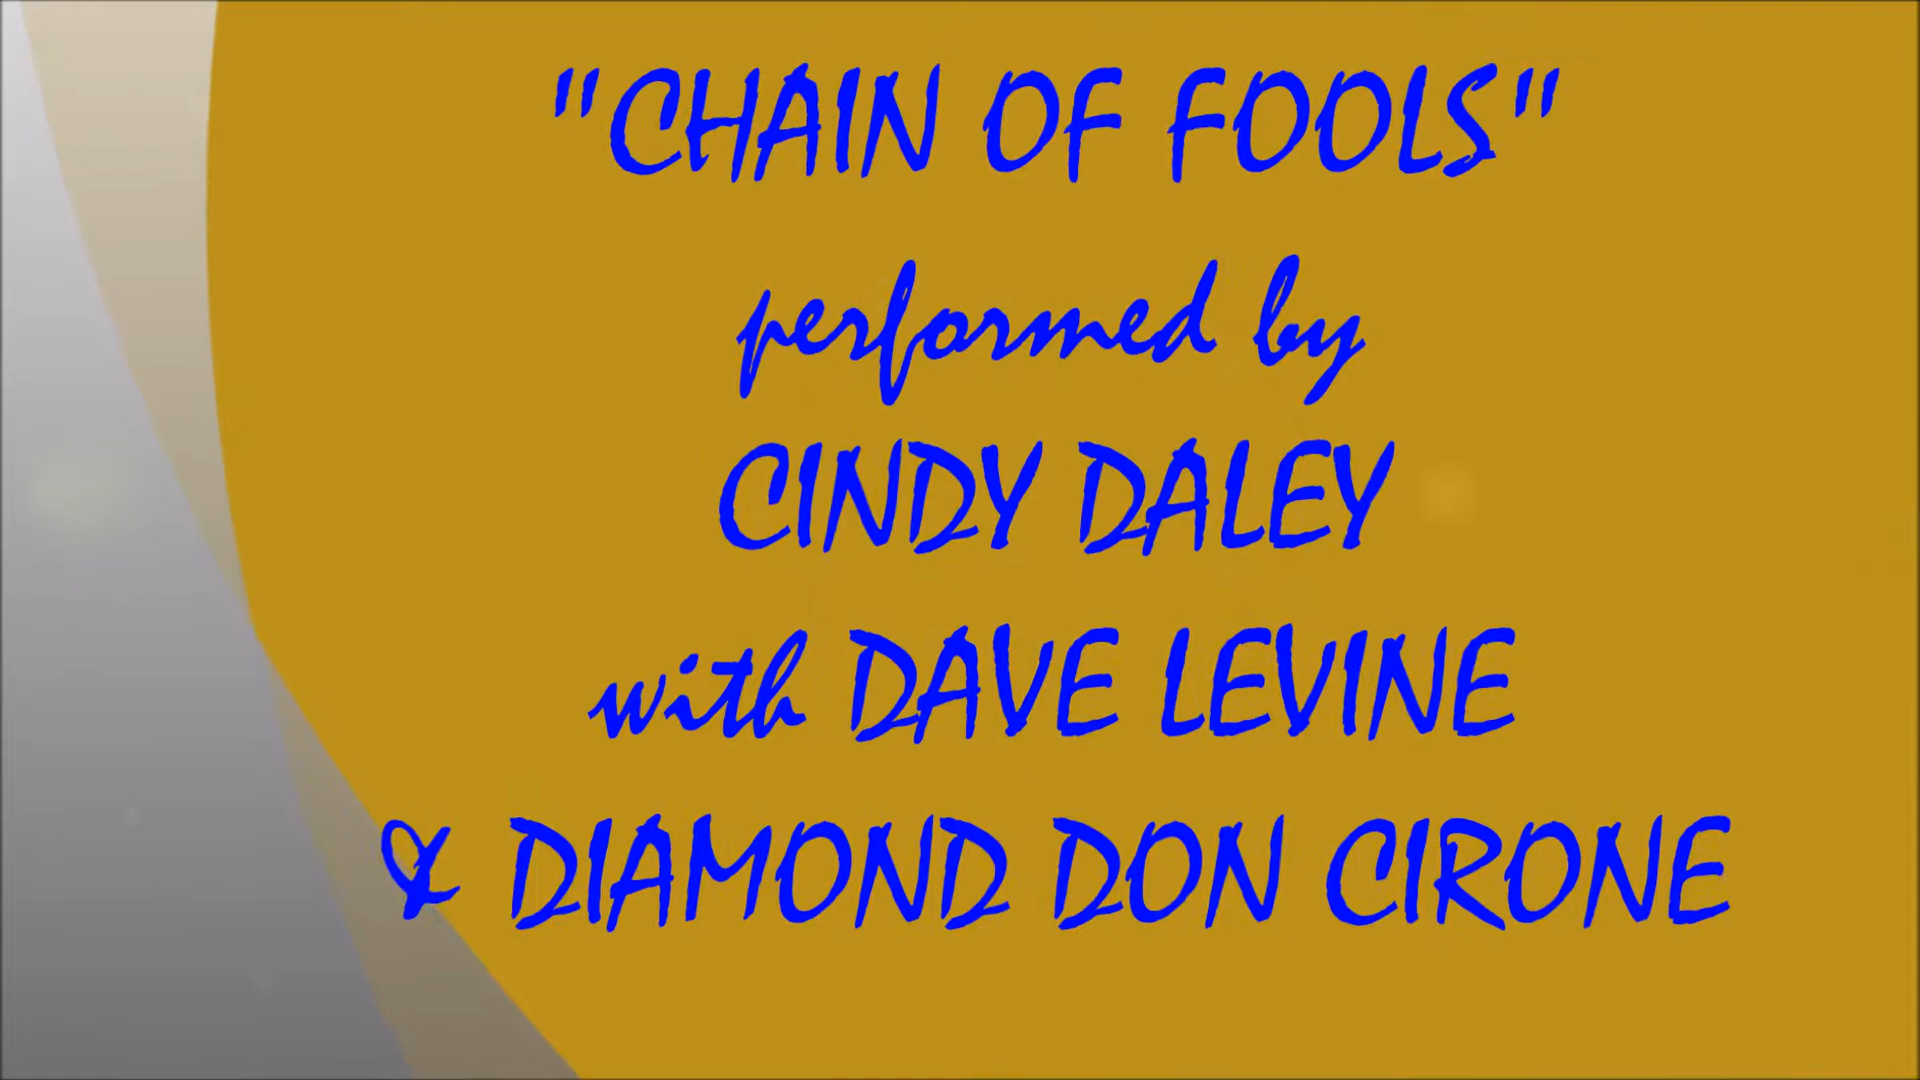 "CHAIN OF FOOLS"
performed by
CINDY DALEY
with DAVE LEVINE
& DIAMOND DON CIRONE